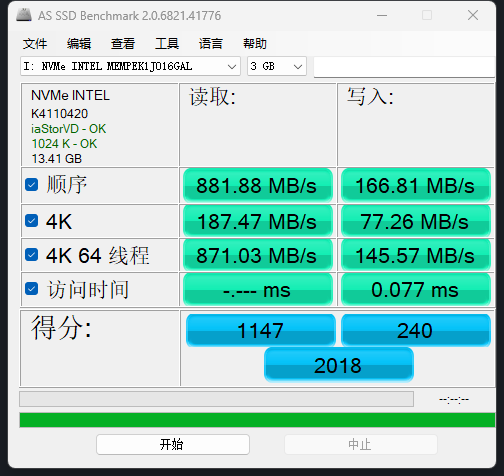 AS SSD Benchmark 2.0.6821.41776
文件 编辑 查看 工具 语言 帮助
I: NVMe INTEL MEMPEK1J016GAL 3 GB
NVMe INTEL
K4110420
iaStorVD - OK
1024 K - OK
13.41 GB
读取: 写入:
顺序 881.88 MB/s 166.81 MB/s
4K 187.47 MB/s 77.26 MB/s
4K 64 线程 871.03 MB/s 145.57 MB/s
访问时间 -.--- ms 0.077 ms
得分: 1147 240
2018
--:--:--
开始 中止